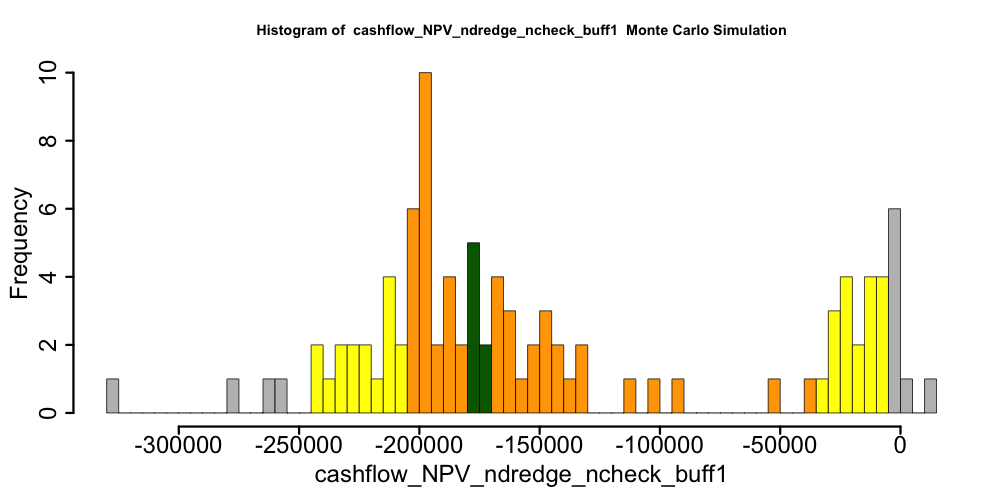 Histogram of  cashflow_NPV_ndredge_ncheck_buff1  Monte Carlo Simulation
10
8
6
4
2
0
Frequency
-300000 -250000 -200000 -150000 -100000 -50000 0
cashflow_NPV_ndredge_ncheck_buff1